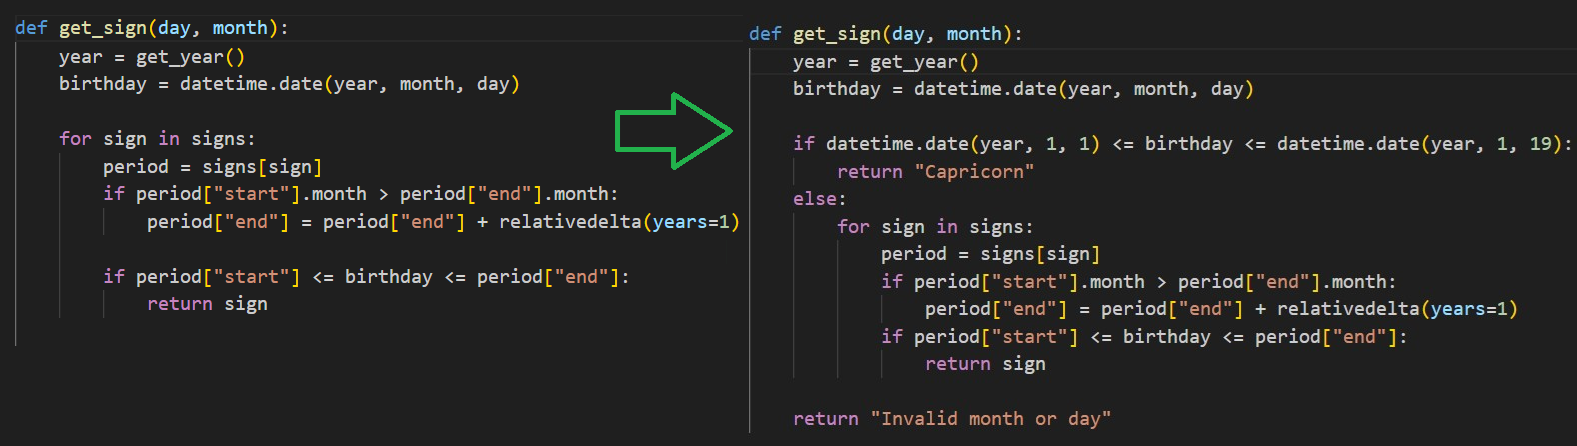 def get_sign(day, month):
    year = get_year()
    birthday = datetime.date(year, month, day)
    for sign in signs:
        period = signs[sign]
        if period["start"].month > period["end"].month:
            period["end"] = period["end"] + relativedelta(years=1)
        if period["start"] <= birthday <= period["end"]:
            return sign
def get_sign(day, month):
    year = get_year()
    birthday = datetime.date(year, month, day)
    if datetime.date(year, 1, 1) <= birthday <= datetime.date(year, 1, 19):
        return "Capricorn"
    else:
        for sign in signs:
            period = signs[sign]
            if period["start"].month > period["end"].month:
                period["end"] = period["end"] + relativedelta(years=1)
            if period["start"] <= birthday <= period["end"]:
                return sign
    return "Invalid month or day"